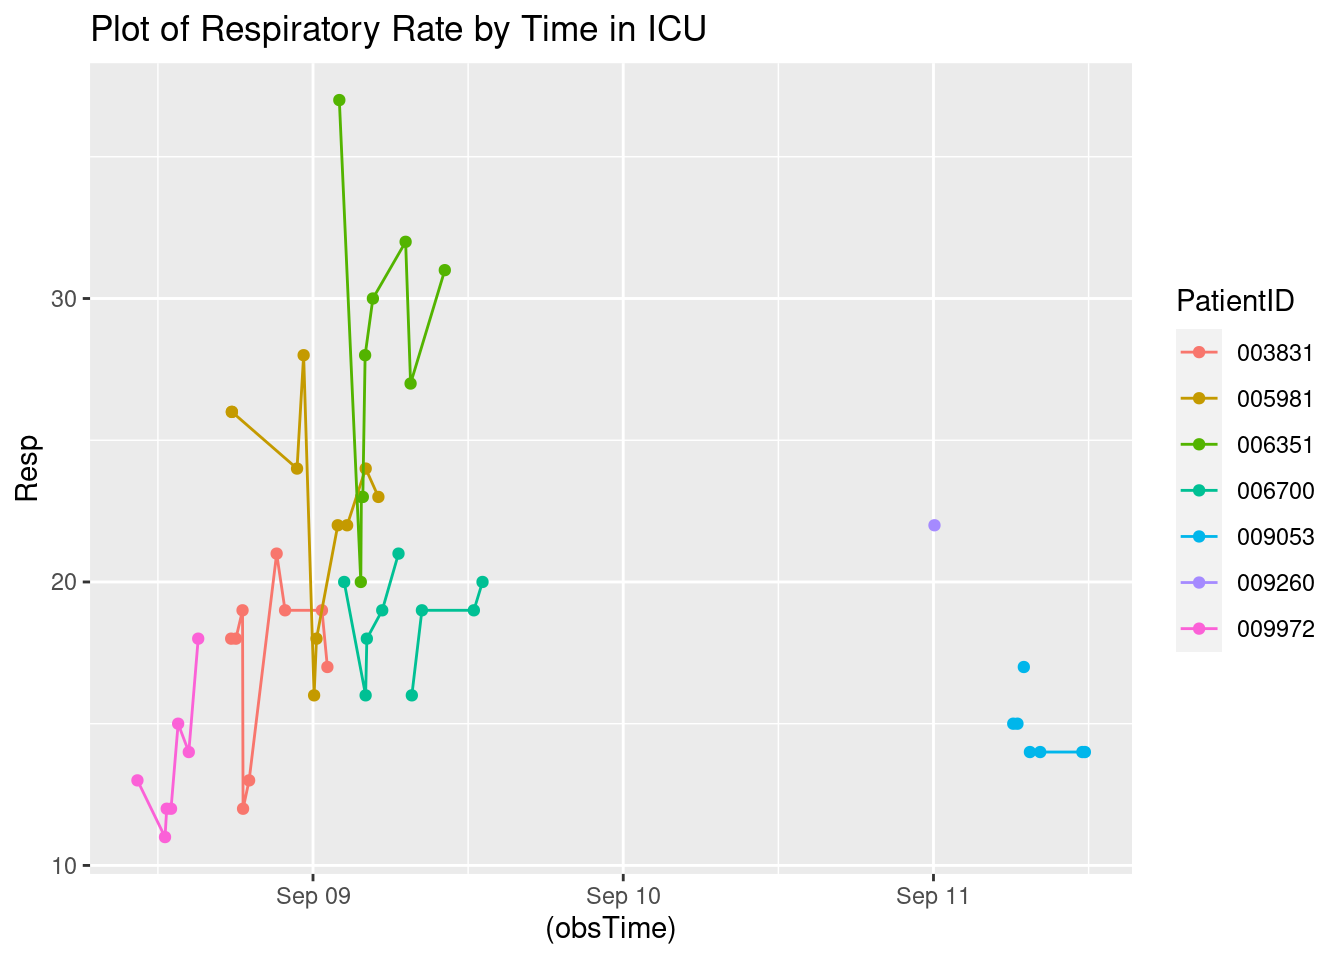 Plot of Respiratory Rate by Time in ICU
30
20
10
Resp
Sep 09
Sep 10
Sep 11
(obsTime)
PatientID
003831
005981
006351
006700
009053
009260
009972